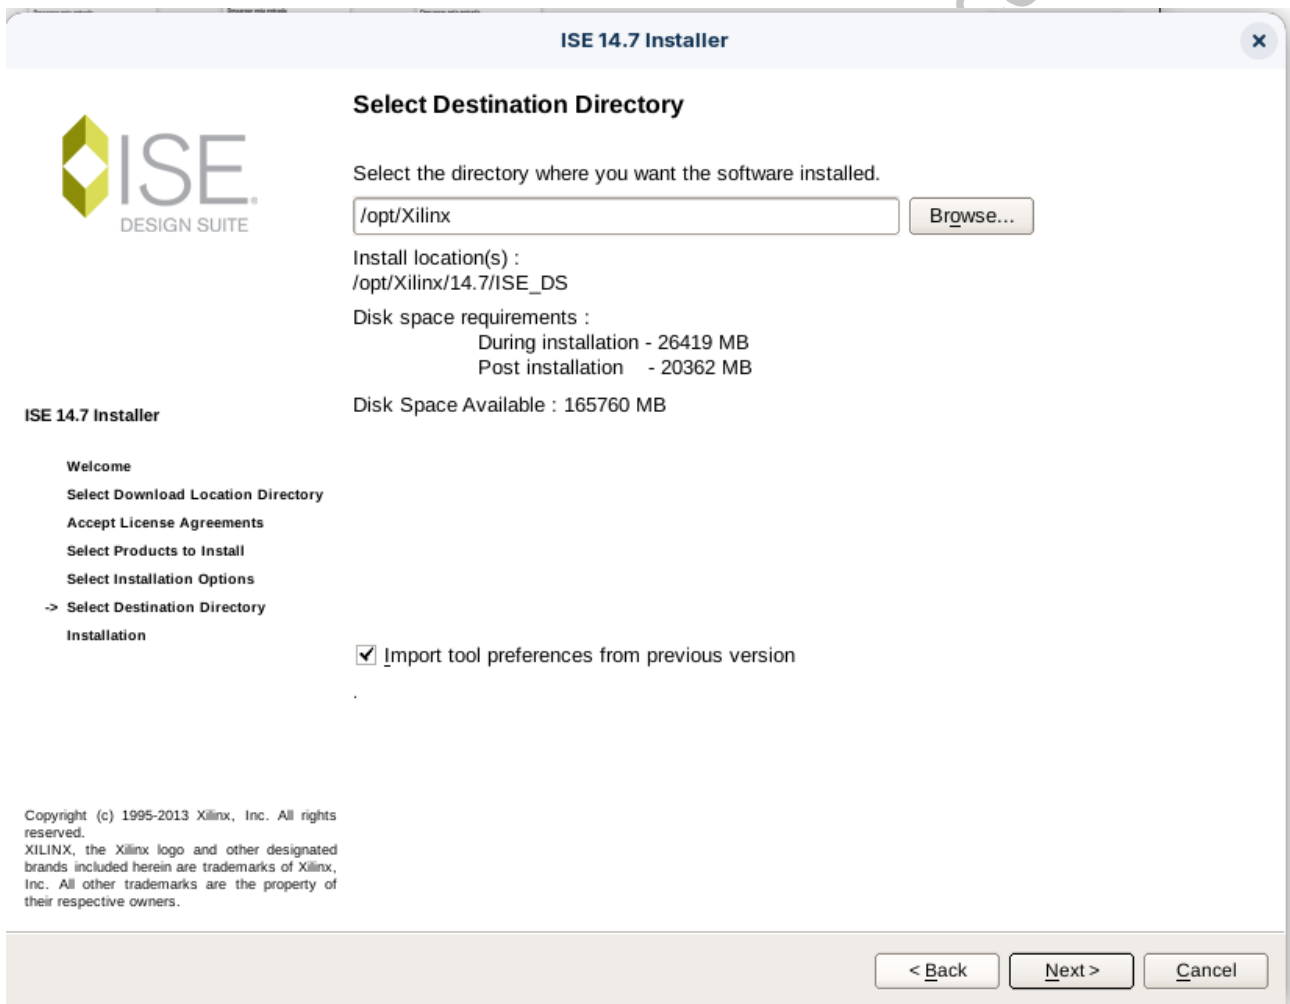 ISE 14.7 Installer
ISE.
DESIGN SUITE
Select Destination Directory
Select the directory where you want the software installed.
/opt/Xilinx
Browse...
Install location(s) :
/opt/Xilinx/14.7/ISE_DS
Disk space requirements :
During installation - 26419 MB
Post installation - 20362 MB
Disk Space Available : 165760 MB
ISE 14.7 Installer
Welcome
Select Download Location Directory
Accept License Agreements
Select Products to Install
Select Installation Options
-> Select Destination Directory
Installation
Import tool preferences from previous version
.
Copyright (c) 1995-2013 Xilinx, Inc. All rights
reserved.
XILINX, the Xilinx logo and other designated
brands included herein are trademarks of Xilinx,
Inc. All other trademarks are the property of
their respective owners.
< Back
Next >
Cancel